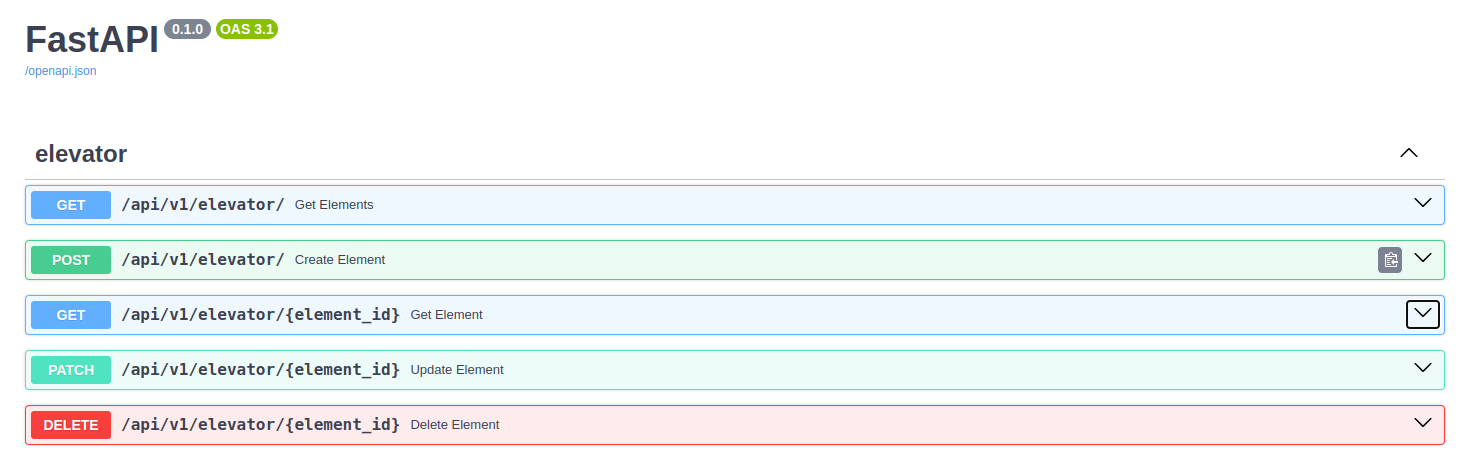 FastAPI 0.1.0 OAS 3.1
/openapi.json
elevator
GET /api/v1/elevator/ Get Elements
POST /api/v1/elevator/ Create Element
GET /api/v1/elevator/{element_id} Get Element
PATCH /api/v1/elevator/{element_id} Update Element
DELETE /api/v1/elevator/{element_id} Delete Element